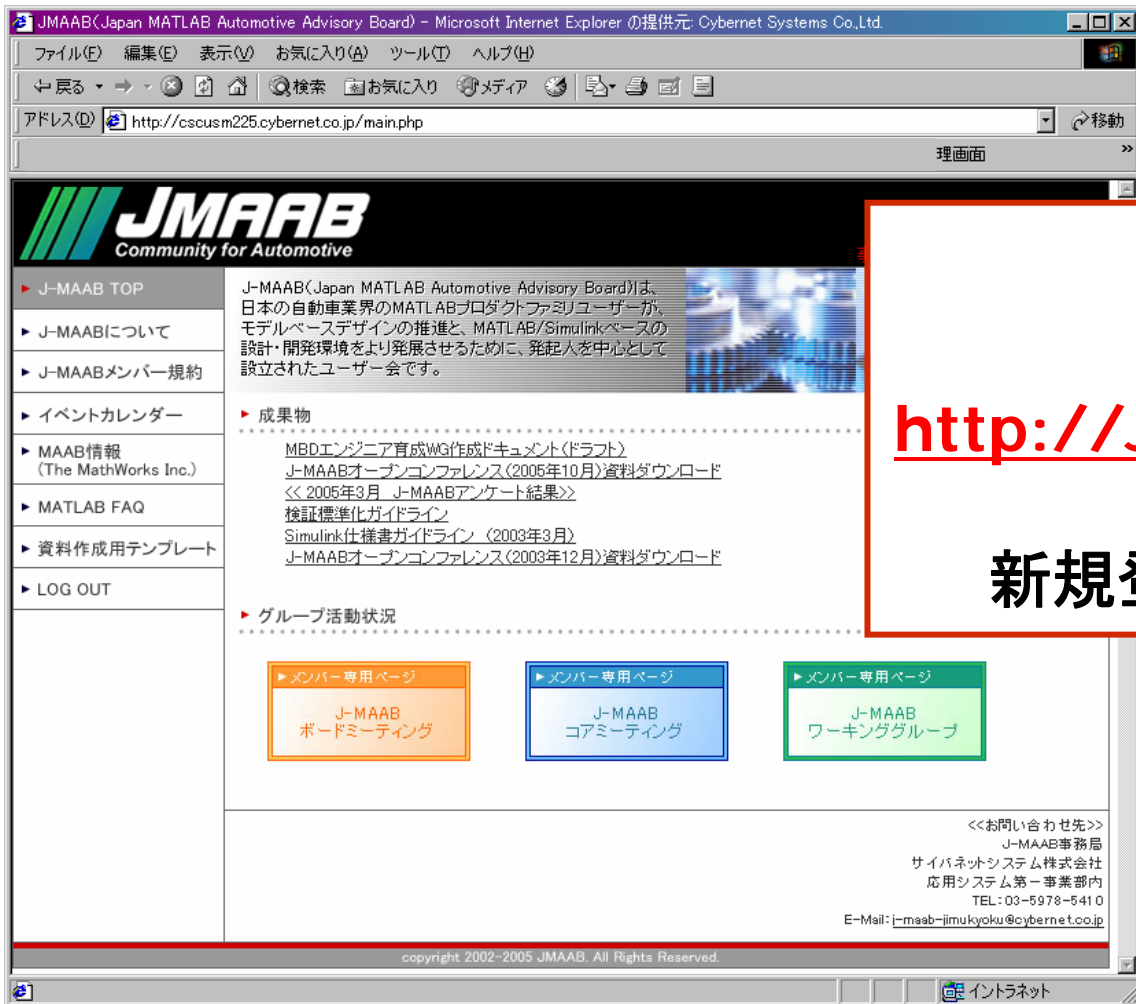 JMAAB(Japan MATLAB Automotive Advisory Board) - Microsoft Internet Explorer の提供元: Cybernet Systems Co.,Ltd.
ファイル(F) 編集(E) 表示(V) お気に入り(A) ツール(T) ヘルプ(H)
戻る 検索 お気に入り メディア
アドレス(D) http://cscusm225.cybernet.co.jp/main.php 移動
理画面 »
JMAAB
Community for Automotive
J-MAAB TOP
J-MAABについて
J-MAABメンバー規約
イベントカレンダー
MAAB情報
(The MathWorks Inc.)
MATLAB FAQ
資料作成用テンプレート
LOG OUT
J-MAAB(Japan MATLAB Automotive Advisory Board)は、
日本の自動車業界のMATLABプロダクトファミリユーザーが、
モデルベースデザインの推進と、MATLAB/Simulinkベースの
設計・開発環境をより発展させるために、発起人を中心として
設立されたユーザー会です。
http://J
新規
成果物
MBDエンジニア育成WG作成ドキュメント(ドラフト)
J-MAABオープンコンファレンス(2005年10月)資料ダウンロード
<< 2005年3月 J-MAABアンケート結果>>
検証標準化ガイドライン
Simulink仕様書ガイドライン (2003年3月)
J-MAABオープンコンファレンス(2003年12月)資料ダウンロード
グループ活動状況
メンバー専用ページ
J-MAAB
ボードミーティング
メンバー専用ページ
J-MAAB
コアミーティング
メンバー専用ページ
J-MAAB
ワーキンググループ
<<お問い合わせ先>>
J-MAAB事務局
サイバネットシステム株式会社
応用システム第一事業部内
TEL:03-5978-5410
E-Mail:j-maab-jimukyoku@cybernet.co.jp
copyright 2002-2005 JMAAB. All Rights Reserved.
イントラネット